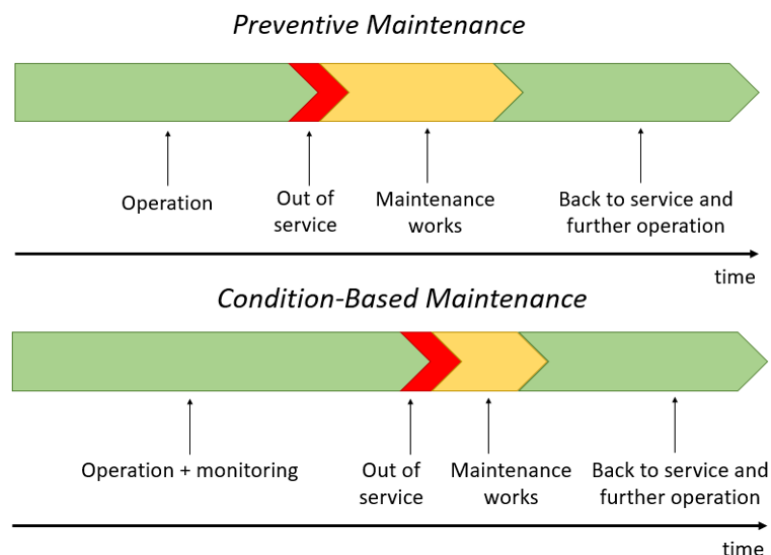 Preventive Maintenance
Operation
Out of
service
Maintenance
works
Back to service and
further operation
time
Condition-Based Maintenance
Operation + monitoring
Out of
service
Maintenance
works
Back to service and
further operation
time